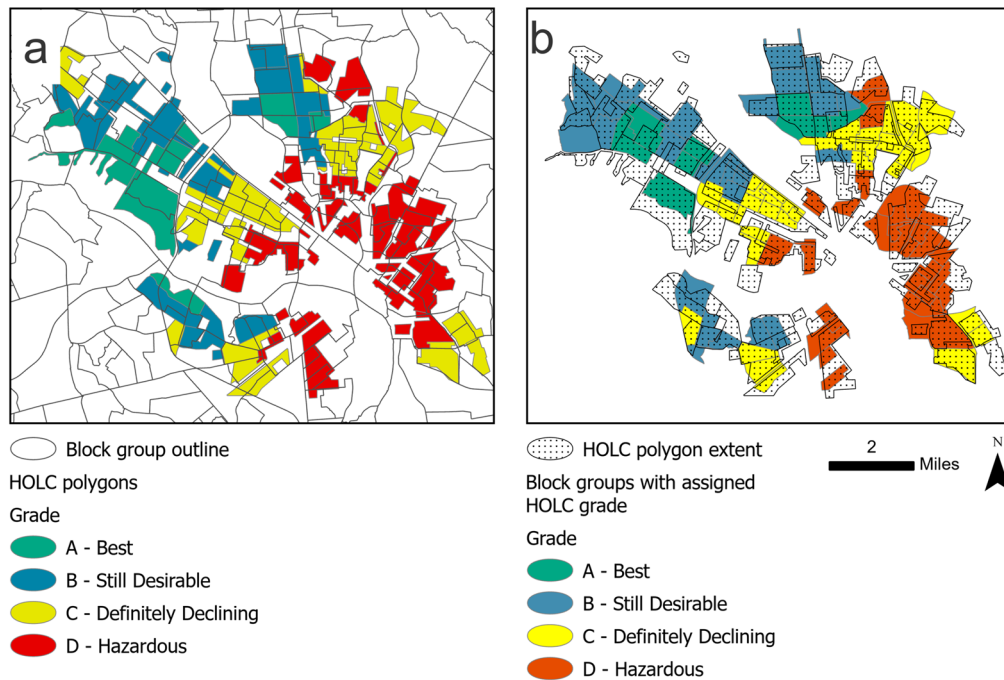 a
b
Block group outline
HOLC polygons
Grade
A - Best
B - Still Desirable
C - Definitely Declining
D - Hazardous
HOLC polygon extent
Block groups with assigned
HOLC grade
Grade
A - Best
B - Still Desirable
C - Definitely Declining
D - Hazardous
2
Miles
N